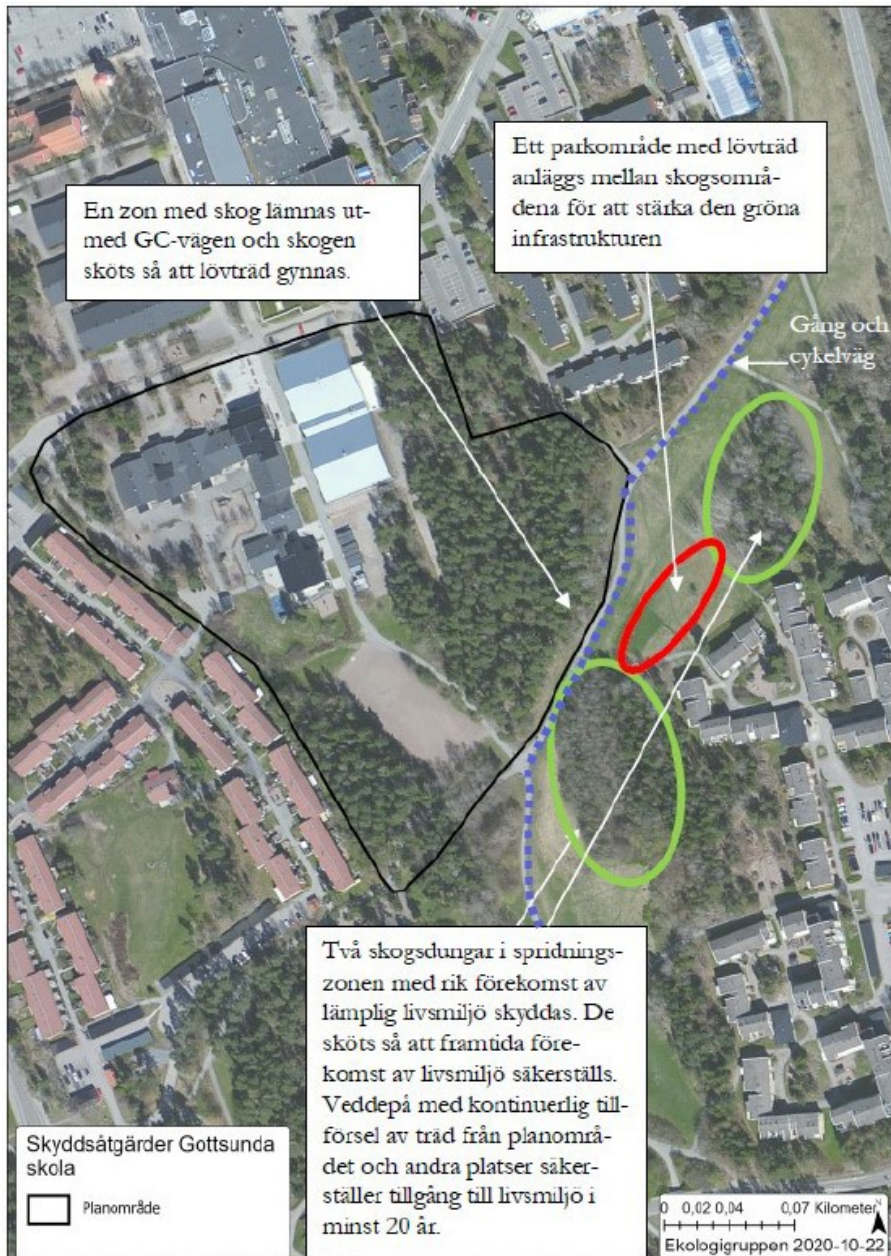 Ett parkområde med lövträd
anläggs mellan skogsområ-
dena för att stärka den gröna
infrastrukturen
En zon med skog lämnas ut-
med GC-vägen och skogen
sköts så att lövträd gynnas.
Gång och
cykelväg
Två skogsdungar i spridnings-
zonen med rik förekomst av
lämplig livsmiljö skyddas. De
sköts så att framtida före-
komst av livsmiljö säkerställs.
Veddepå med kontinuerlig till-
försel av träd från planområ-
det och andra platser säker-
ställer tillgång till livsmiljö i
minst 20 år.
Skyddsåtgärder Gottsunda
skola
Planområde
0 0,02 0,04 0,07 Kilometer
N
Ekologigruppen 2020-10-22